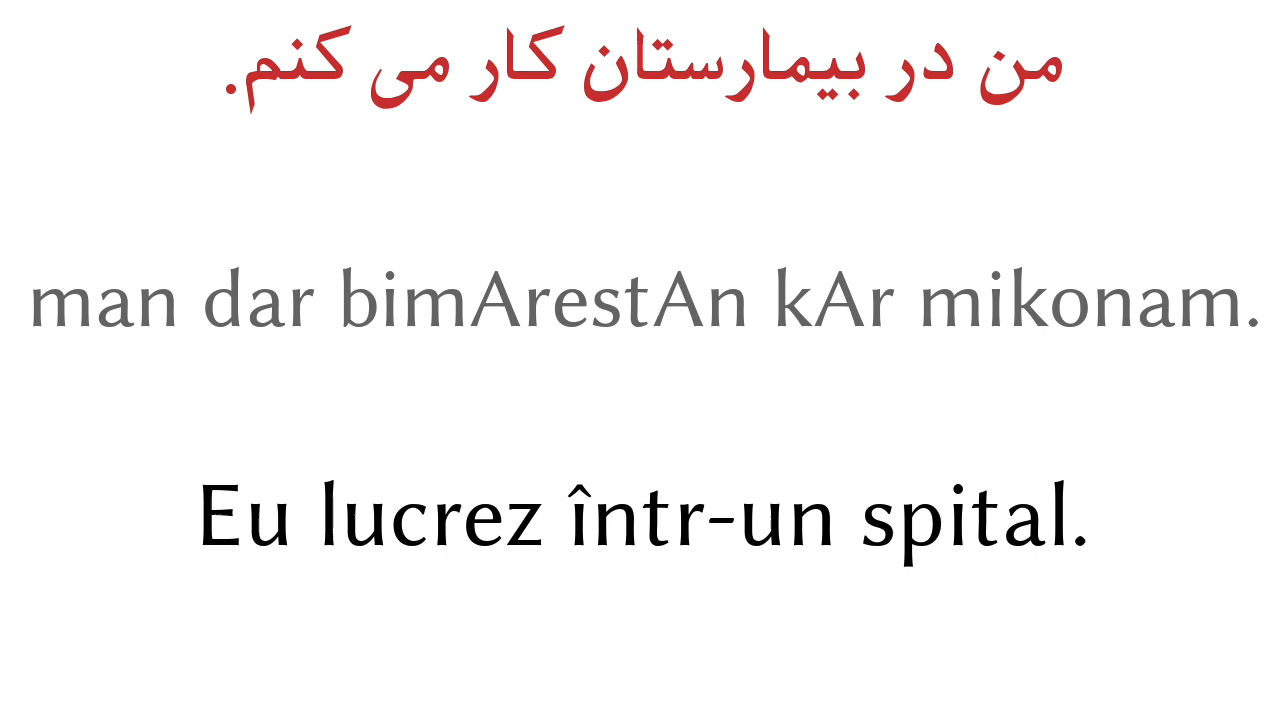 من در بیمارستان کار می کنم.
man dar bimArestAn kAr mikonam.
Eu lucrez într-un spital.